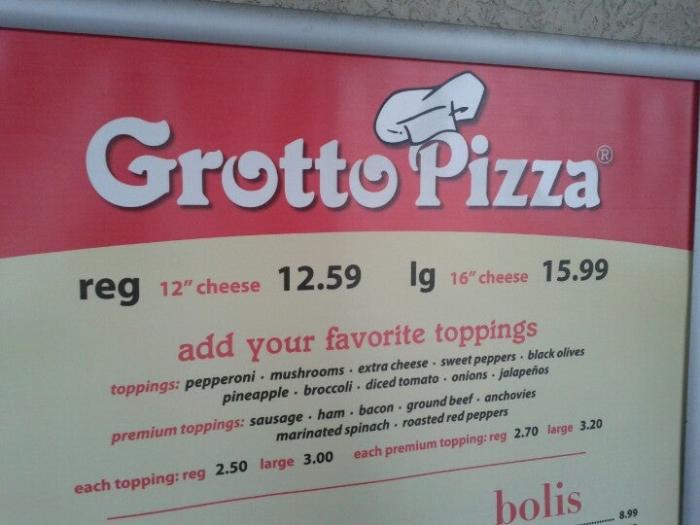 Grotto Pizza®
reg 12" cheese 12.59 lg 16" cheese 15.99
add your favorite toppings
toppings: pepperoni · mushrooms · extra cheese · sweet peppers · black olives
pineapple · broccoli · diced tomato · onions · jalapeños
premium toppings: sausage · ham · bacon · ground beef · anchovies
marinated spinach · roasted red peppers
each topping: reg 2.50 large 3.00 each premium topping: reg 2.70 large 3.20
bolis
8.99